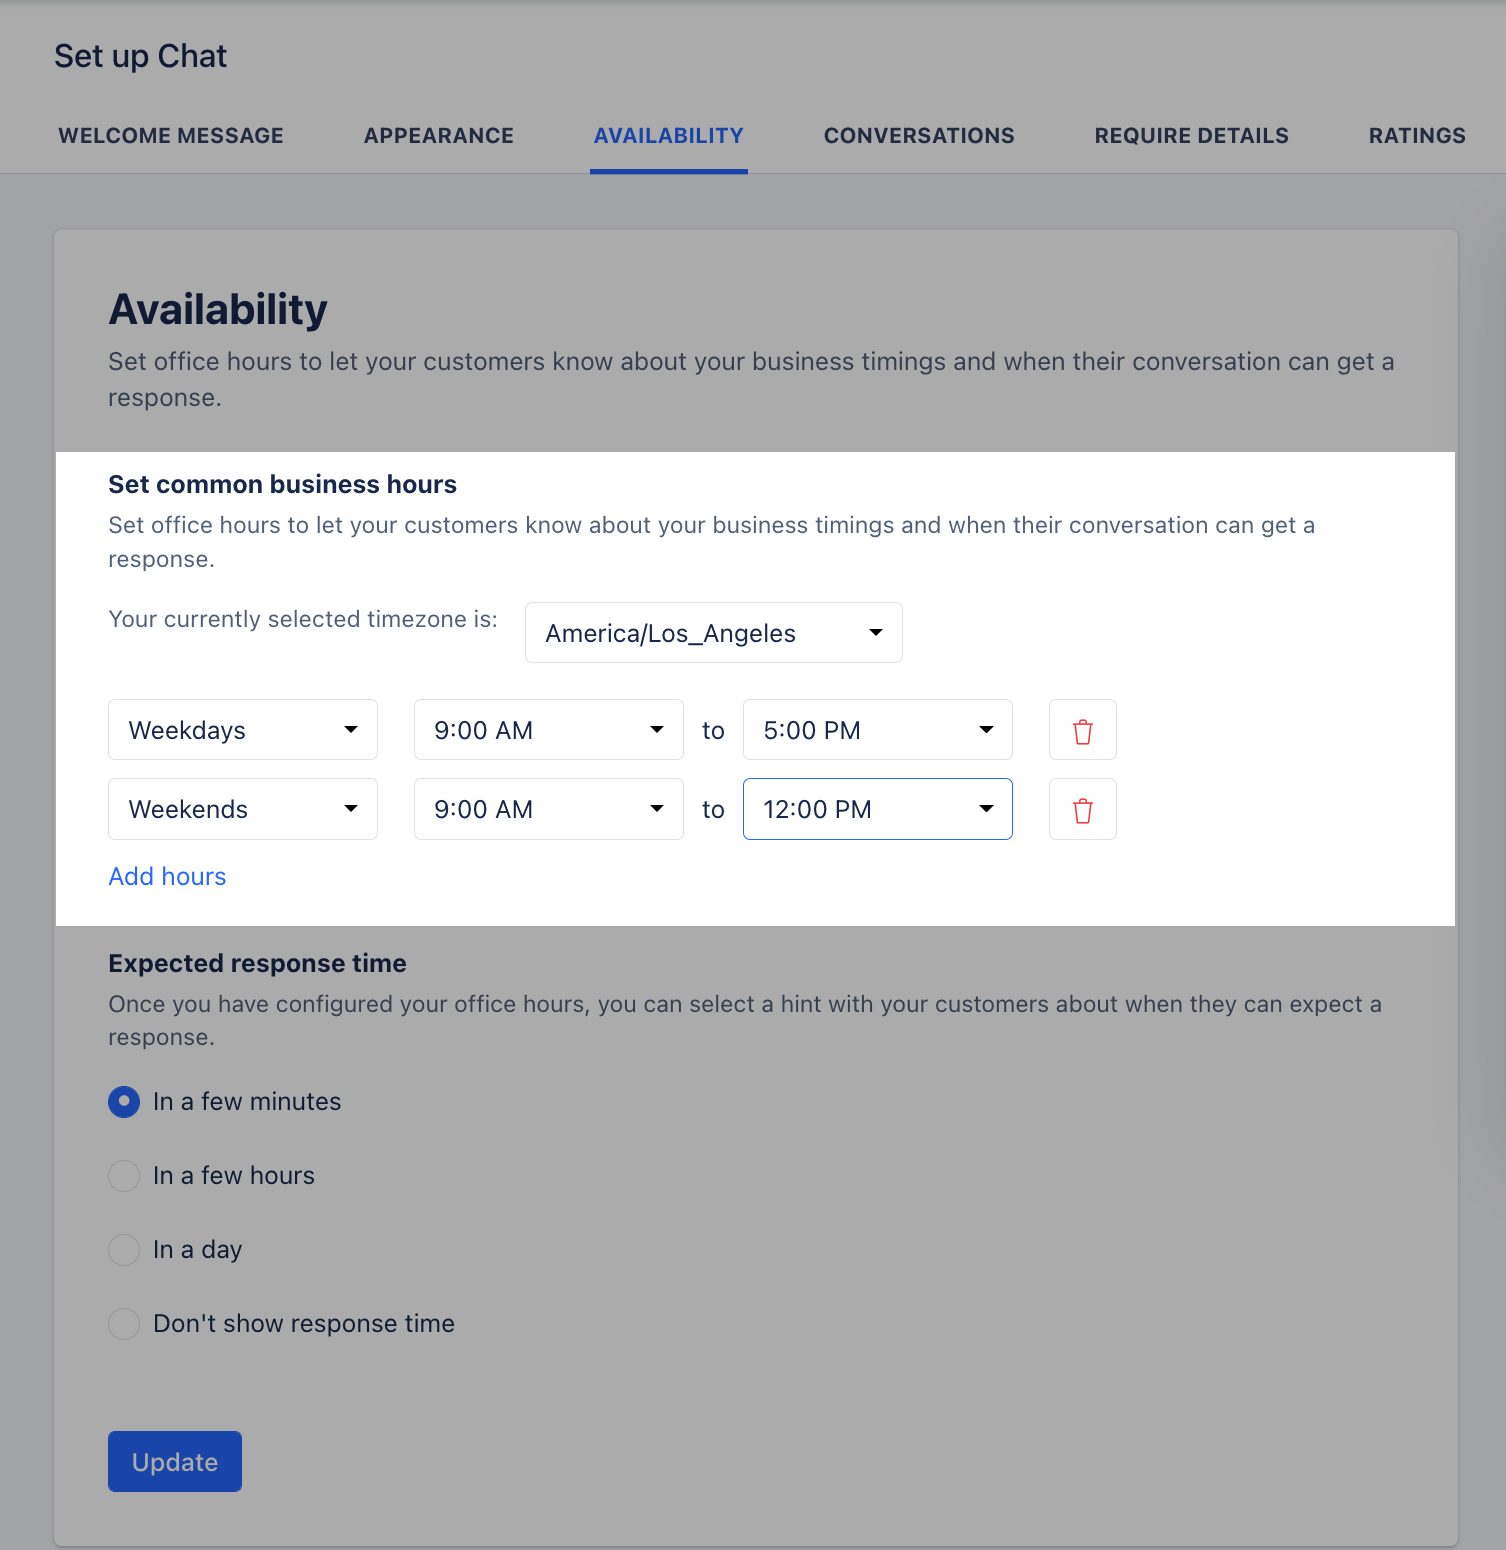 Set up Chat
WELCOME MESSAGE APPEARANCE AVAILABILITY CONVERSATIONS REQUIRE DETAILS RATINGS
Availability
Set office hours to let your customers know about your business timings and when their conversation can get a
response.
Set common business hours
Set office hours to let your customers know about your business timings and when their conversation can get a
response.
Your currently selected timezone is: America/Los_Angeles
Weekdays 9:00 AM to 5:00 PM
Weekends 9:00 AM to 12:00 PM
Add hours
Expected response time
Once you have configured your office hours, you can select a hint with your customers about when they can expect a
response.
In a few minutes
In a few hours
In a day
Don't show response time
Update